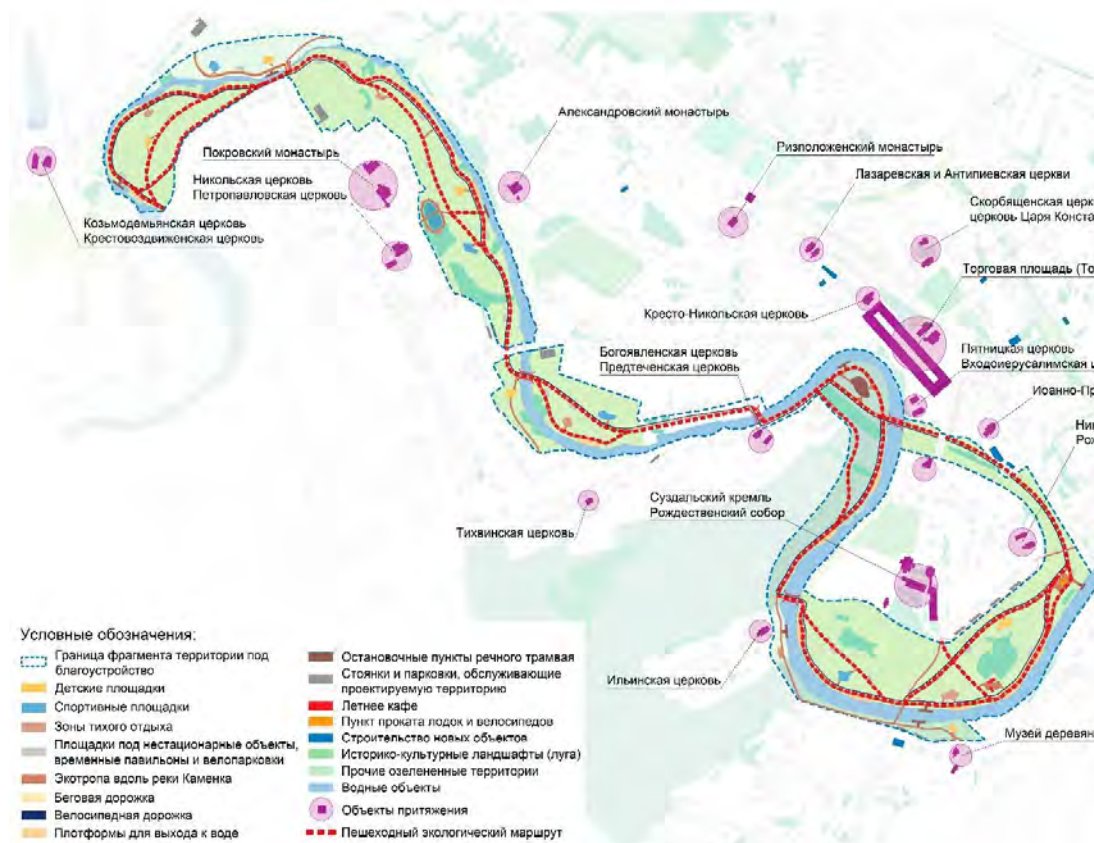 Александровский монастырь
Ризположенский монастырь
Покровский монастырь
Лазаревская и Антипиевская церкви
Никольская церковь
Петропавловская церковь
Скорбященская
церковь Царя
Козьмодемьянская церковь
Крестовоздвиженская церковь
Торговая площадь
Кресто-Никольская церковь
Богоявленская церковь
Предтеченская церковь
Пятницкая церковь
Входоиерусалимская
Суздальский кремль
Рождественский собор
Тихвинская церковь
Ильинская церковь
Условные обозначения:
Граница фрагмента территории под
благоустройство
Детские площадки
Спортивные площадки
Зоны тихого отдыха
Площадки под нестационарные объекты,
временные павильоны и велопарковки
Экотропа вдоль реки Каменка
Беговая дорожка
Велосипедная дорожка
Плотформы для выхода к воде
Остановочные пункты речного трамвая
Стоянки и парковки, обслуживающие
проектируемую территорию
Летнее кафе
Пункт проката лодок и велосипедов
Строительство новых объектов
Историко-культурные ландшафты (луга)
Прочие озелененные территории
Водные объекты
Объекты притяжения
Пешеходный экологический маршрут
Музей